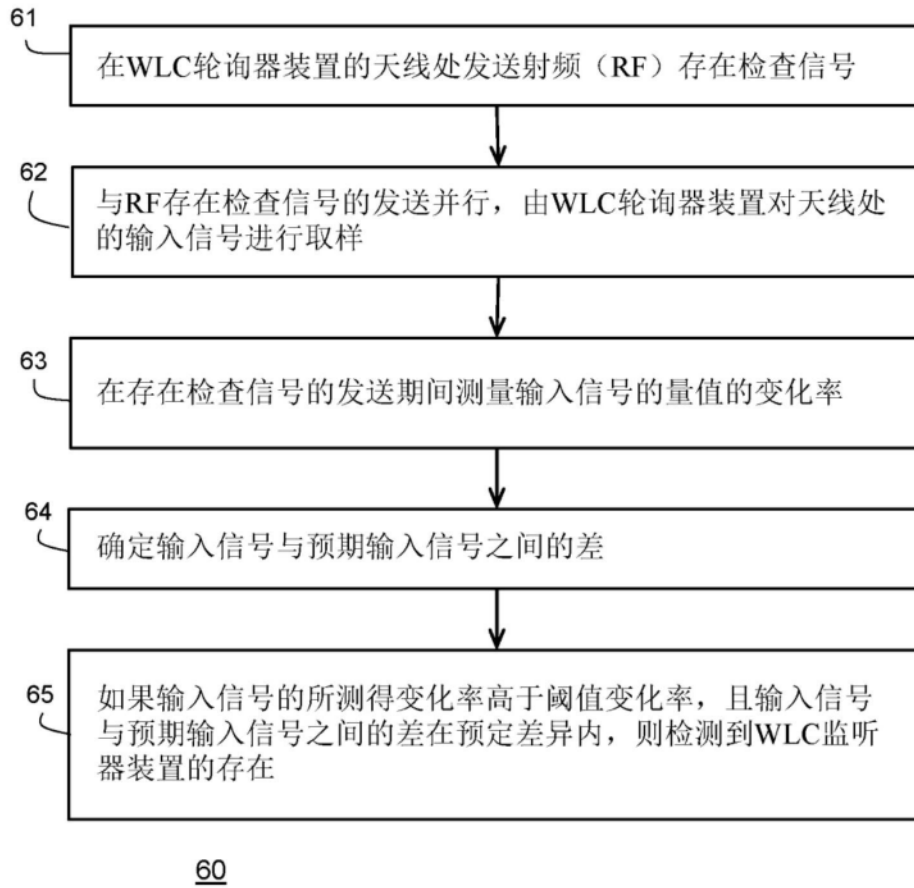 61
在WLC轮询器装置的天线处发送射频（RF）存在检查信号
62
与RF存在检查信号的发送并行，由WLC轮询器装置对天线处
的输入信号进行取样
63
在存在检查信号的发送期间测量输入信号的量值的变化率
64
确定输入信号与预期输入信号之间的差
65
如果输入信号的所测得变化率高于阈值变化率，且输入信号
与预期输入信号之间的差在预定差异内，则检测到WLC监听
器装置的存在
60